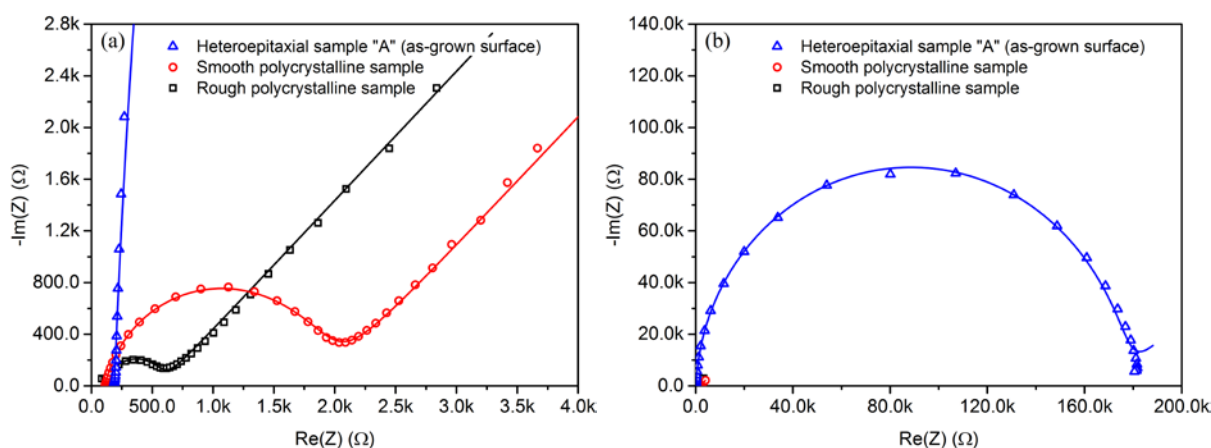 (a)
Heteroepitaxial sample "A" (as-grown surface)
Smooth polycrystalline sample
Rough polycrystalline sample
2.8k
2.4k
2.0k
1.6k
1.2k
800.0
400.0
0.0
-Im(Z) (Ω)
0.0 500.0 1.0k 1.5k 2.0k 2.5k 3.0k 3.5k 4.0k
Re(Z) (Ω)
(b)
Heteroepitaxial sample "A" (as-grown surface)
Smooth polycrystalline sample
Rough polycrystalline sample
140.0k
120.0k
100.0k
80.0k
60.0k
40.0k
20.0k
0.0
-Im(Z) (Ω)
0.0 40.0k 80.0k 120.0k 160.0k 200.0k
Re(Z) (Ω)